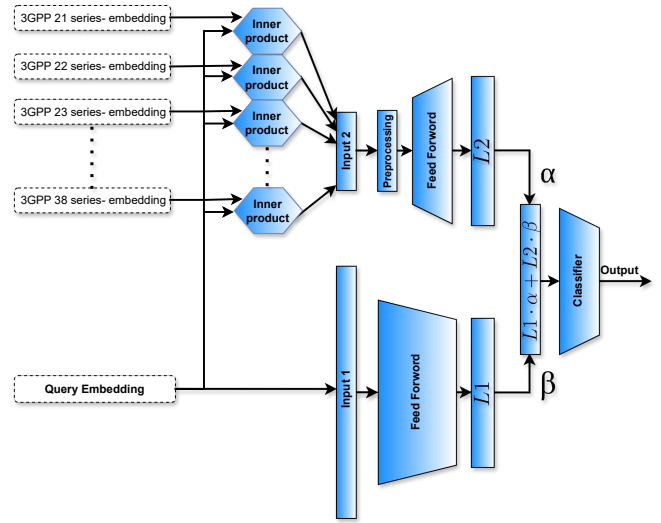 3GPP 21 series- embedding
Inner
product
3GPP 22 series- embedding
Inner
product
3GPP 23 series- embedding
Inner
product
3GPP 38 series- embedding
Inner
product
Input 2
Preprocessing
Feed Forword
L2
α
L1 · α + L2 · β
Classifier
Output
Query Embedding
Input 1
Feed Forword
L1
β